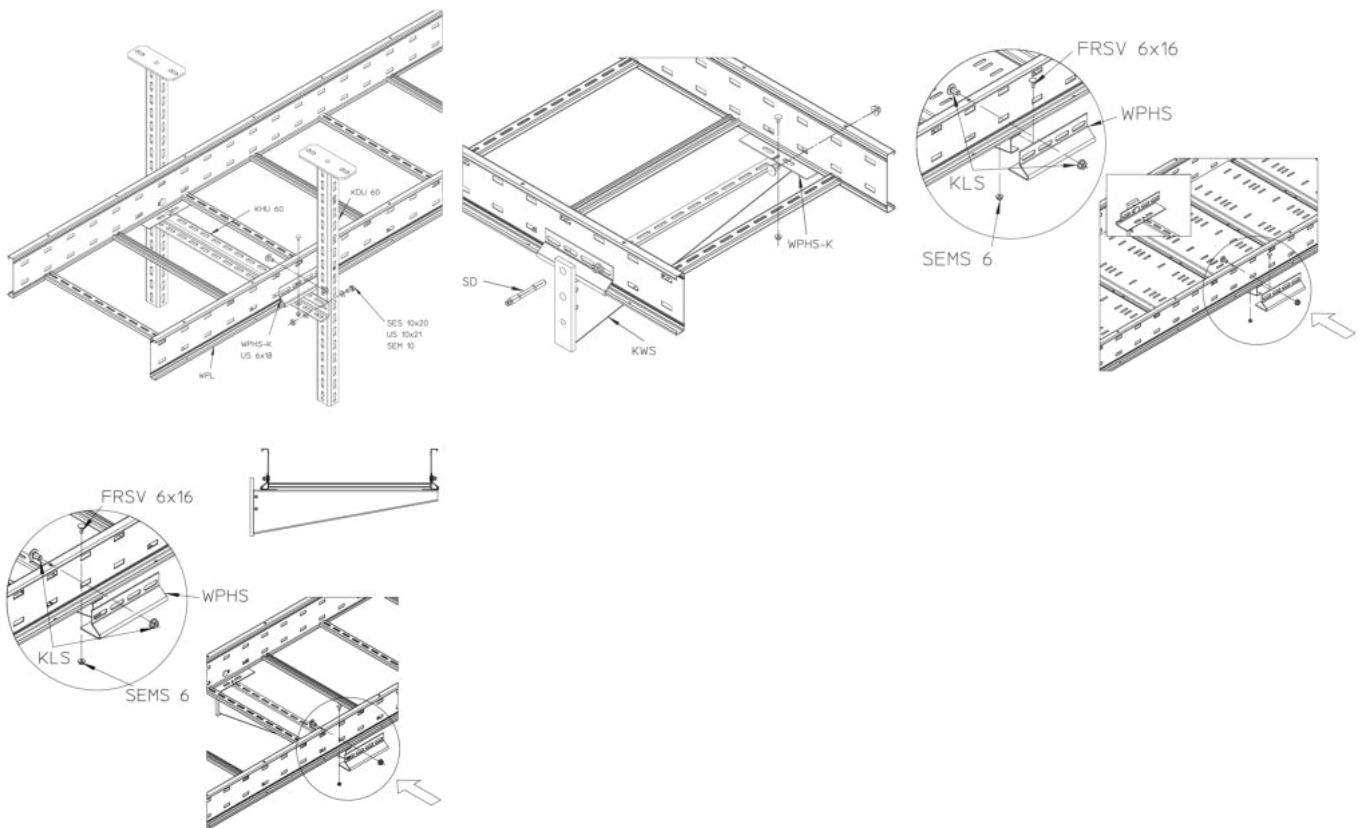 KHU 60
KDU 60
WPHS-K
US 6x18
WPL
SES 10x20
US 10x21
SEM 10
SD
WPHS-K
KWS
FRSV 6x16
WPHS
KLS
SEMS 6
FRSV 6x16
WPHS
KLS
SEMS 6